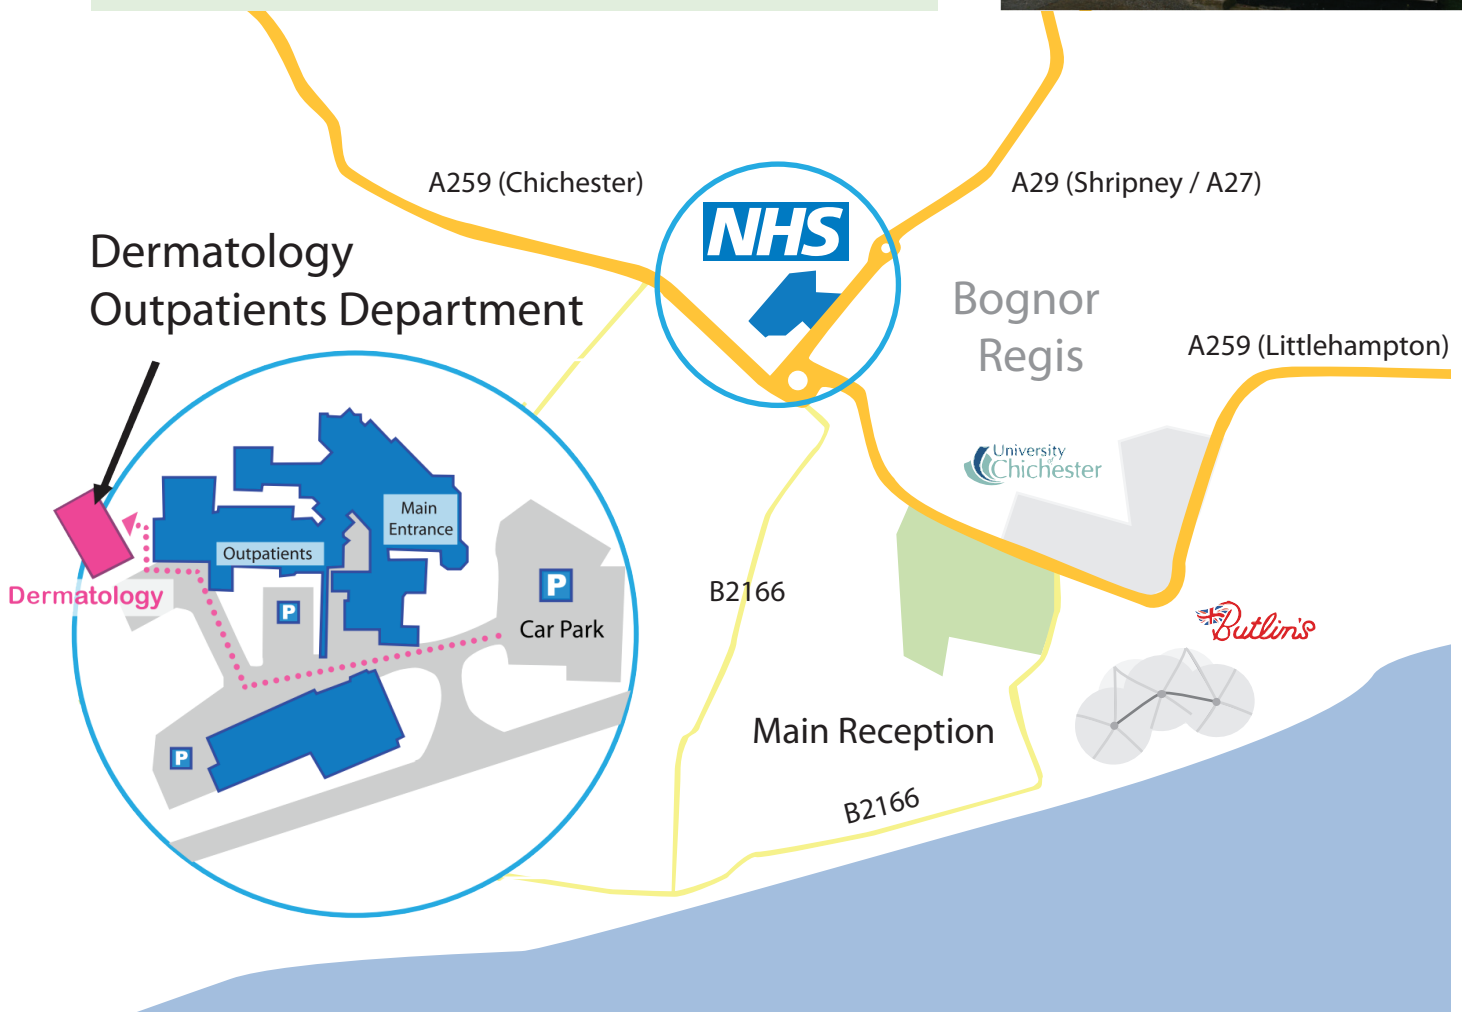 A259 (Chichester)
A29 (Shripney / A27)
NHS
Dermatology
Outpatients Department
Bognor
Regis
A259 (Littlehampton)
University
of
Chichester
Main
Entrance
Outpatients
P
P
Car Park
Dermatology
B2166
Butlin's
Main Reception
P
B2166